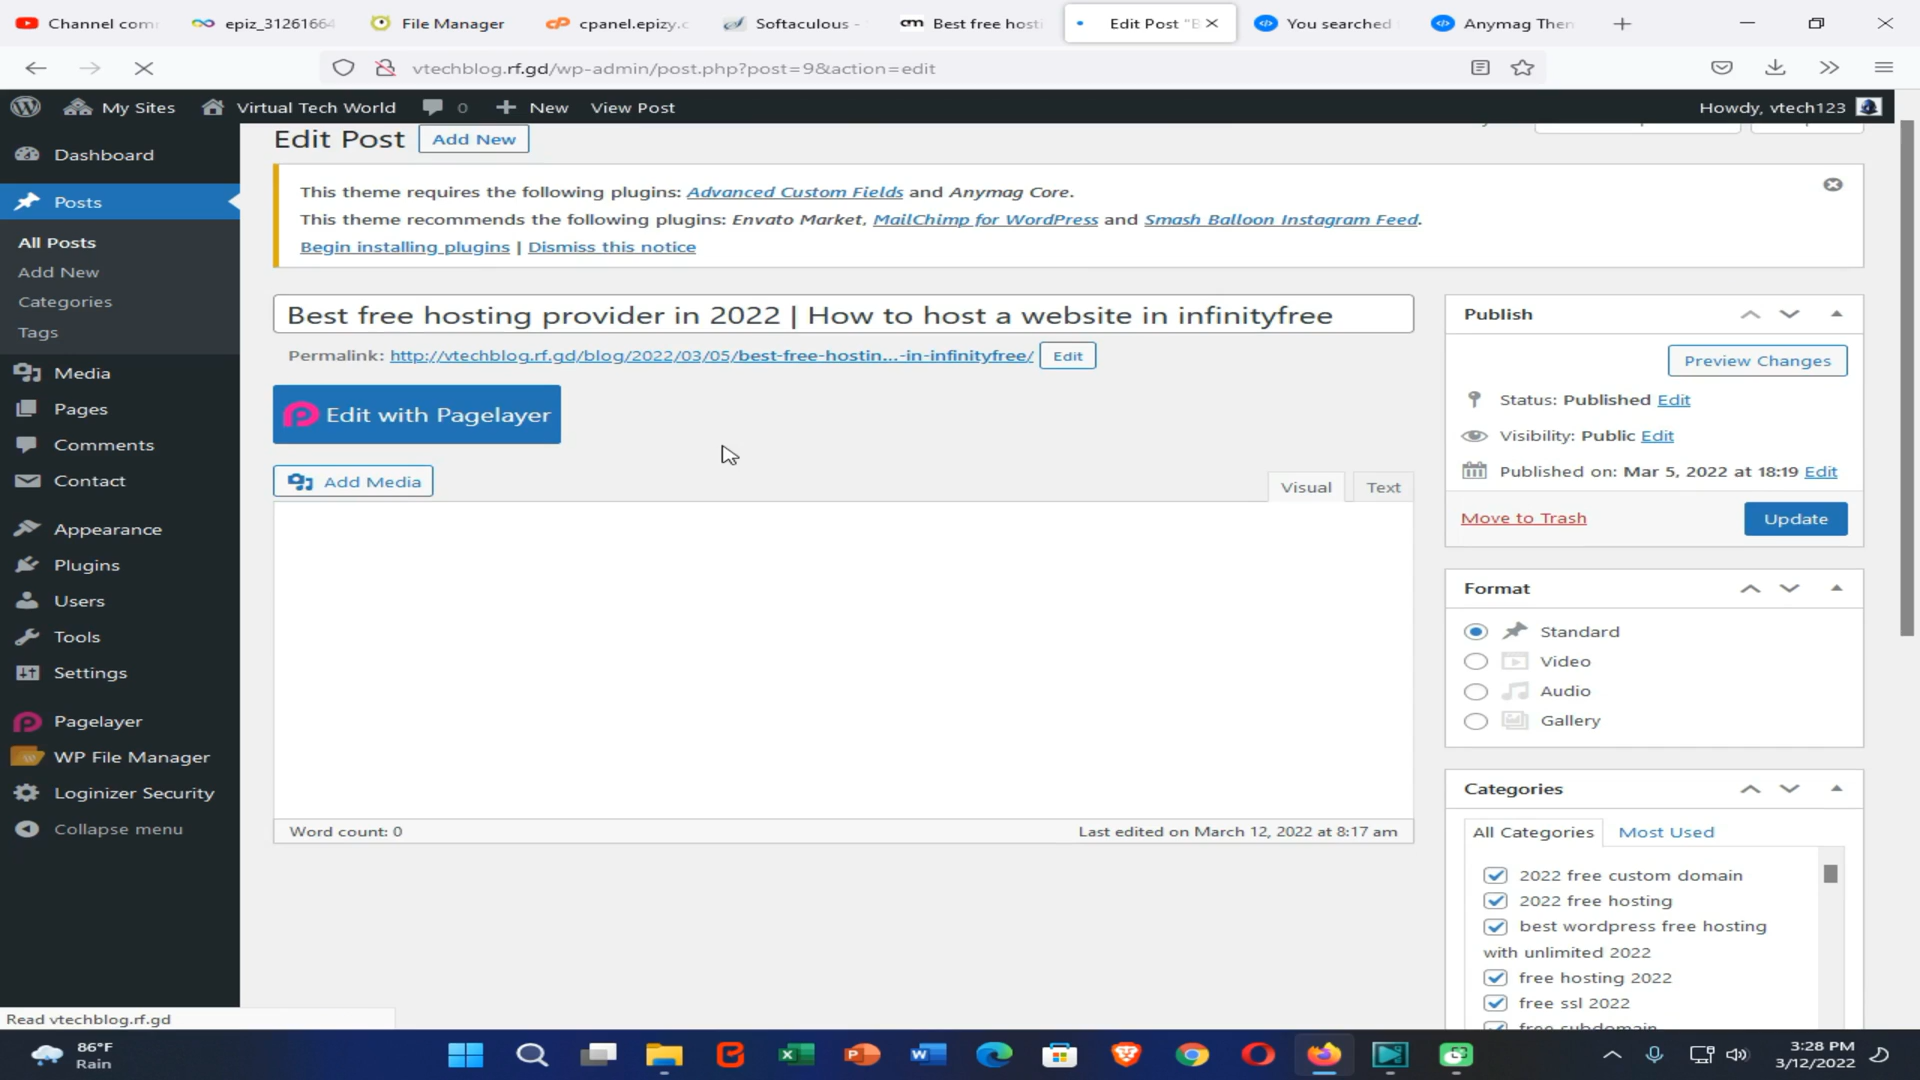 Channel com
epiz_31261664
File Manager
cpanel.epizy.c
Softaculous -
cm Best free hosti
Edit Post "B
You searched
Anymag Then
vtechblog.rf.gd/wp-admin/post.php?post=9&action=edit
My Sites
Virtual Tech World
0
New
View Post
Howdy, vtech123
Edit Post
Add New
Dashboard
Posts
All Posts
Add New
Categories
Tags
Media
Pages
Comments
Contact
Appearance
Plugins
Users
Tools
Settings
Pagelayer
WP File Manager
Loginizer Security
Collapse menu
This theme requires the following plugins: Advanced Custom Fields and Anymag Core.
This theme recommends the following plugins: Envato Market, MailChimp for WordPress and Smash Balloon Instagram Feed.
Begin installing plugins | Dismiss this notice
Best free hosting provider in 2022 | How to host a website in infinityfree
Permalink: http://vtechblog.rf.gd/blog/2022/03/05/best-free-hostin...-in-infinityfree/ Edit
Edit with Pagelayer
Add Media
Visual
Text
Word count: 0
Last edited on March 12, 2022 at 8:17 am
Publish
Preview Changes
Status: Published Edit
Visibility: Public Edit
Published on: Mar 5, 2022 at 18:19 Edit
Move to Trash
Update
Format
Standard
Video
Audio
Gallery
Categories
All Categories
Most Used
2022 free custom domain
2022 free hosting
best wordpress free hosting
with unlimited 2022
free hosting 2022
free ssl 2022
free subdomain
Read vtechblog.rf.gd
86°F
Rain
3:28 PM
3/12/2022